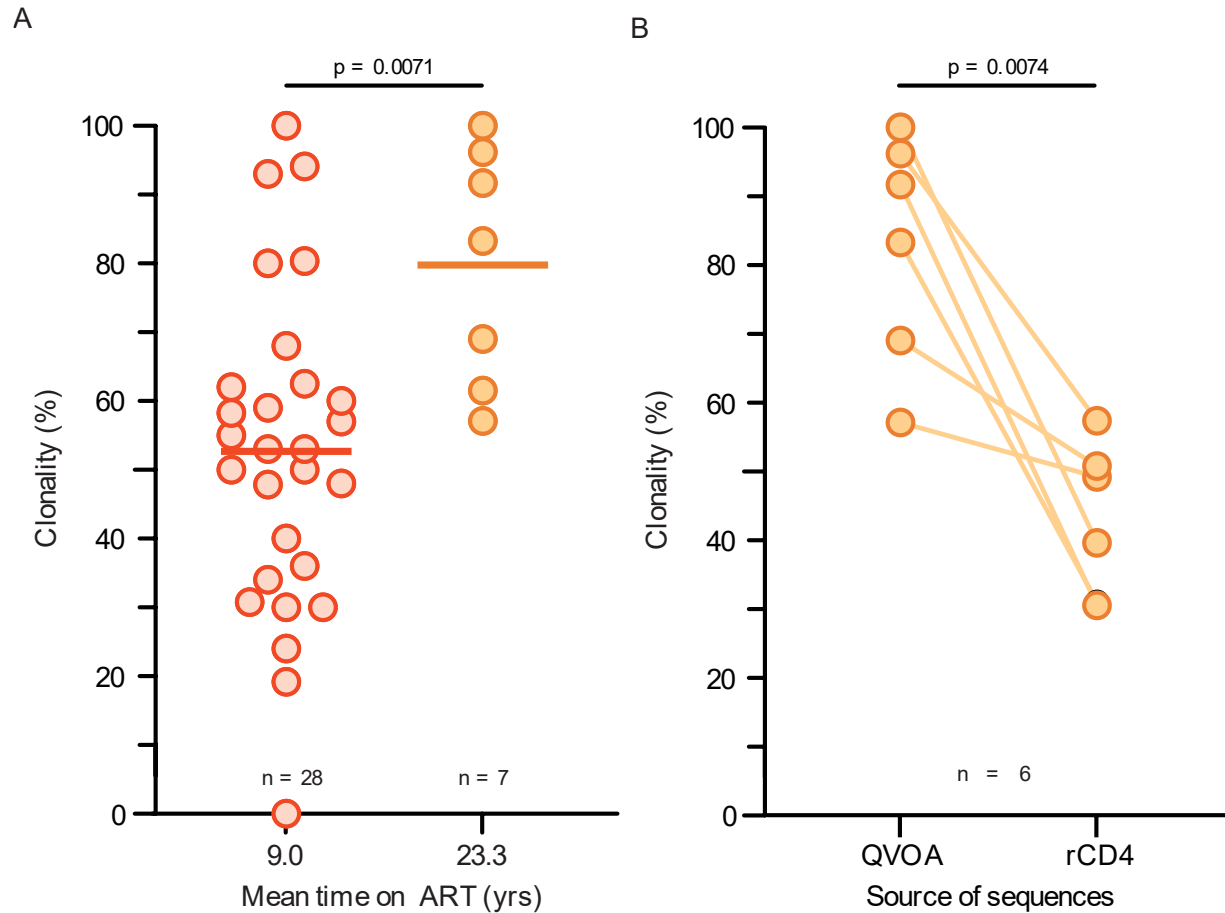 A
p = 0.0071
100
80
60
40
20
0
Clonality (%)
n = 28
n = 7
9.0
23.3
Mean time on ART (yrs)
B
p = 0.0074
100
80
60
40
20
0
Clonality (%)
n = 6
QVOA
rCD4
Source of sequences